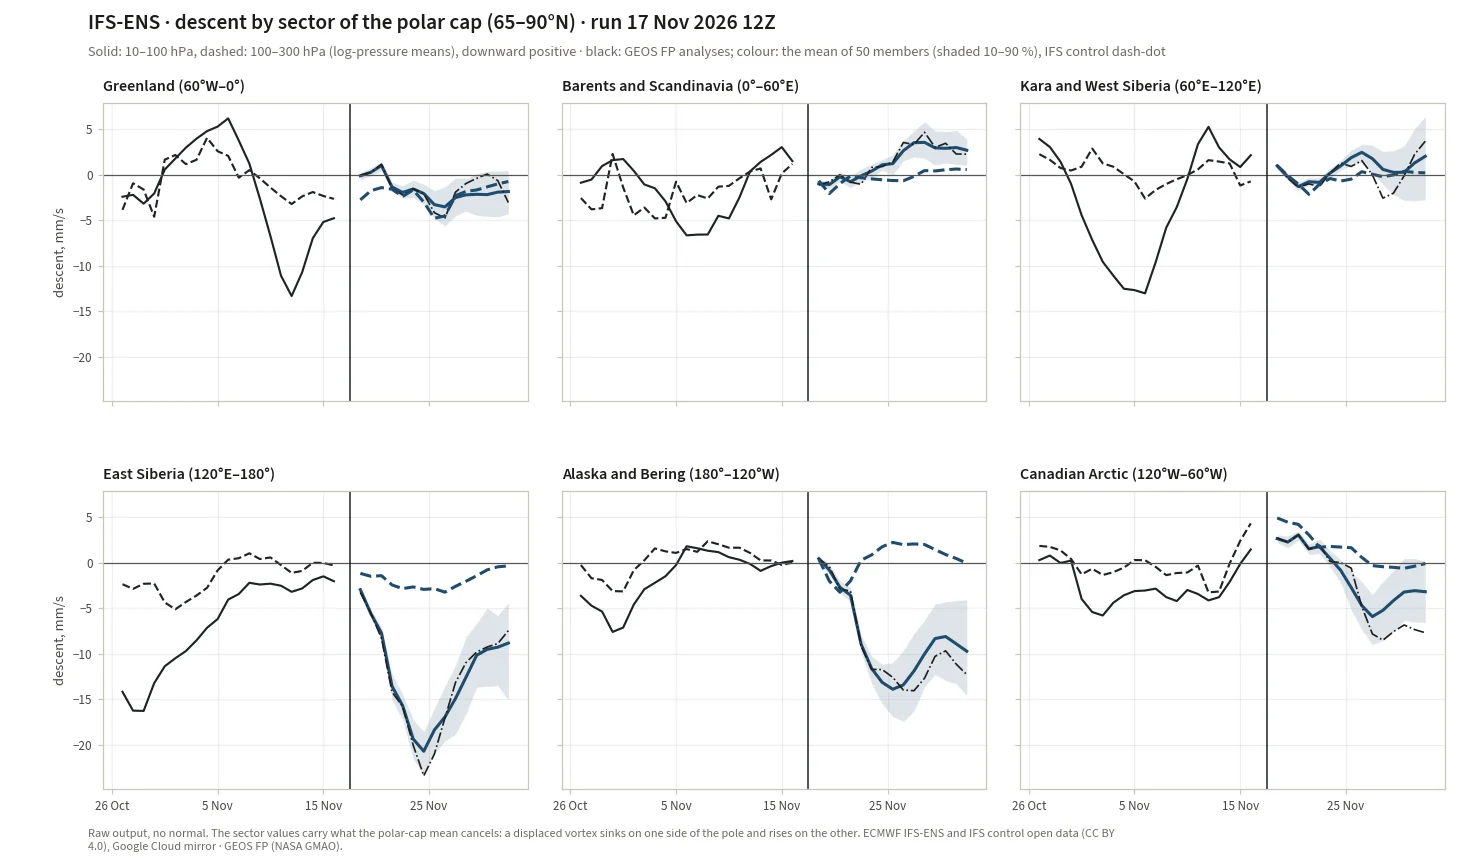 IFS-ENS · descent by sector of the polar cap (65–90°N) · run 17 Nov 2026 12Z
Solid: 10–100 hPa, dashed: 100–300 hPa (log-pressure means), downward positive · black: GEOS FP analyses; colour: the mean of 50 members (shaded 10–90 %), IFS control dash-dot
Greenland (60°W–0°)
Barents and Scandinavia (0°–60°E)
Kara and West Siberia (60°E–120°E)
descent, mm/s
5
0
−5
−10
−15
−20
East Siberia (120°E–180°)
Alaska and Bering (180°–120°W)
Canadian Arctic (120°W–60°W)
descent, mm/s
5
0
−5
−10
−15
−20
26 Oct 5 Nov 15 Nov 25 Nov
26 Oct 5 Nov 15 Nov 25 Nov
26 Oct 5 Nov 15 Nov 25 Nov
Raw output, no normal. The sector values carry what the polar-cap mean cancels: a displaced vortex sinks on one side of the pole and rises on the other. ECMWF IFS-ENS and IFS control open data (CC BY
4.0), Google Cloud mirror · GEOS FP (NASA GMAO).